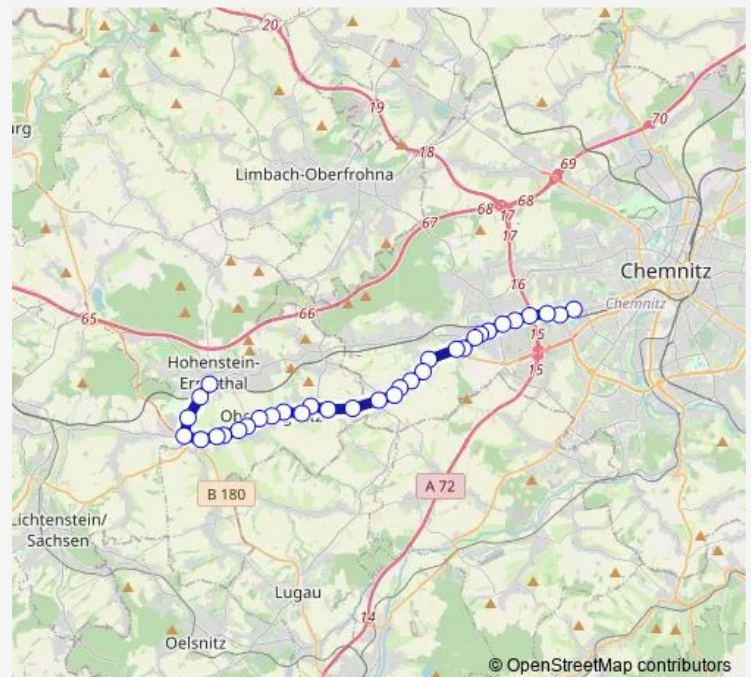 20
19
18
70
69
urg
Limbach-Oberfrohna
68
68
17
67
17
16
Chemnitz
Chemnitz
65
66
15
Hohenstein-
15
B 180
A 72
Lichtenstein/
Sachsen
Lugau
14
Oelsnitz
© OpenStreetMap contributors